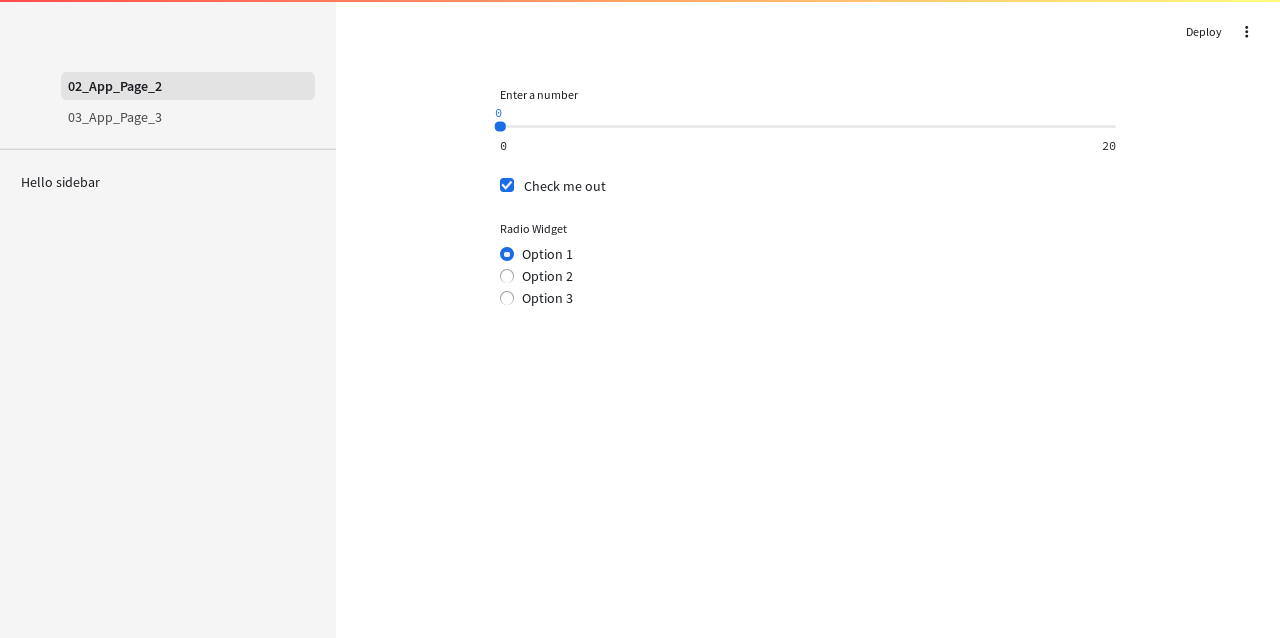 Deploy
02_App_Page_2
03_App_Page_3
Hello sidebar
Enter a number
0
0 20
Check me out
Radio Widget
Option 1
Option 2
Option 3